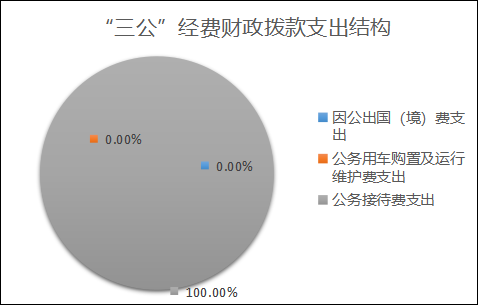 “三公”经费财政拨款支出结构
0.00%
0.00%
100.00%
因公出国（境）费支
出
公务用车购置及运行
维护费支出
公务接待费支出